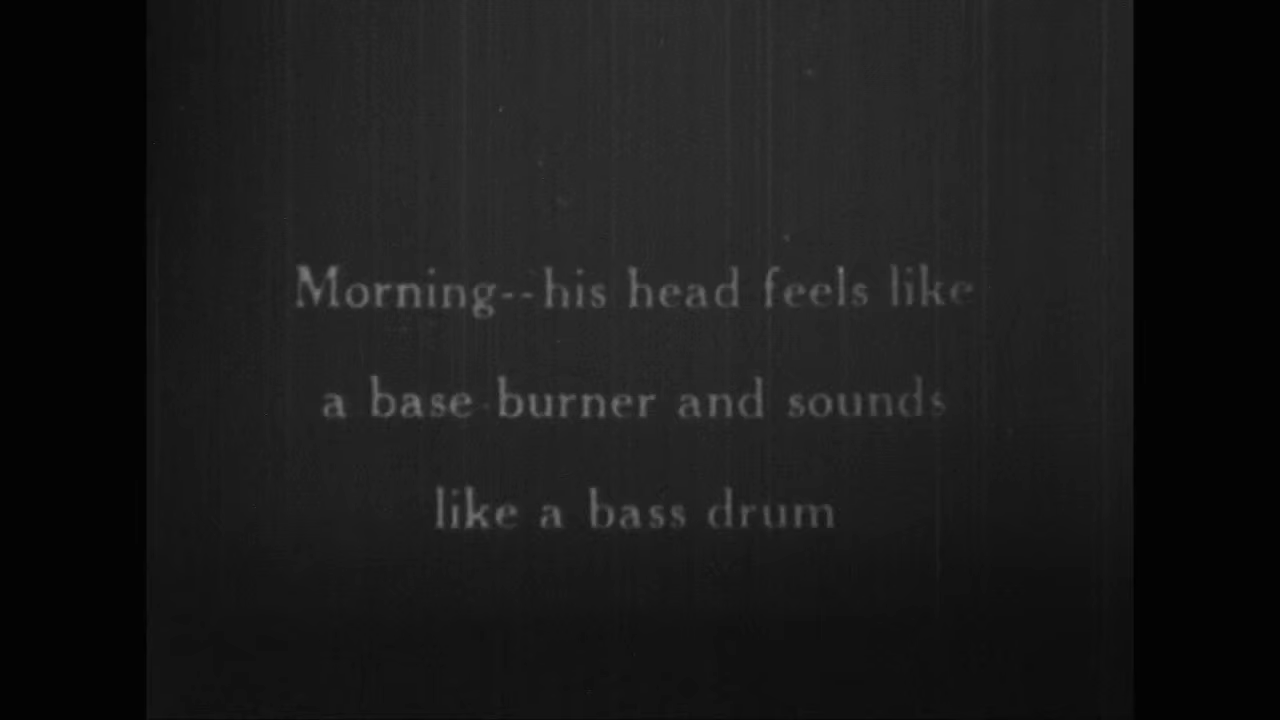 Morning--his head feels like
a base burner and sounds
like a bass drum